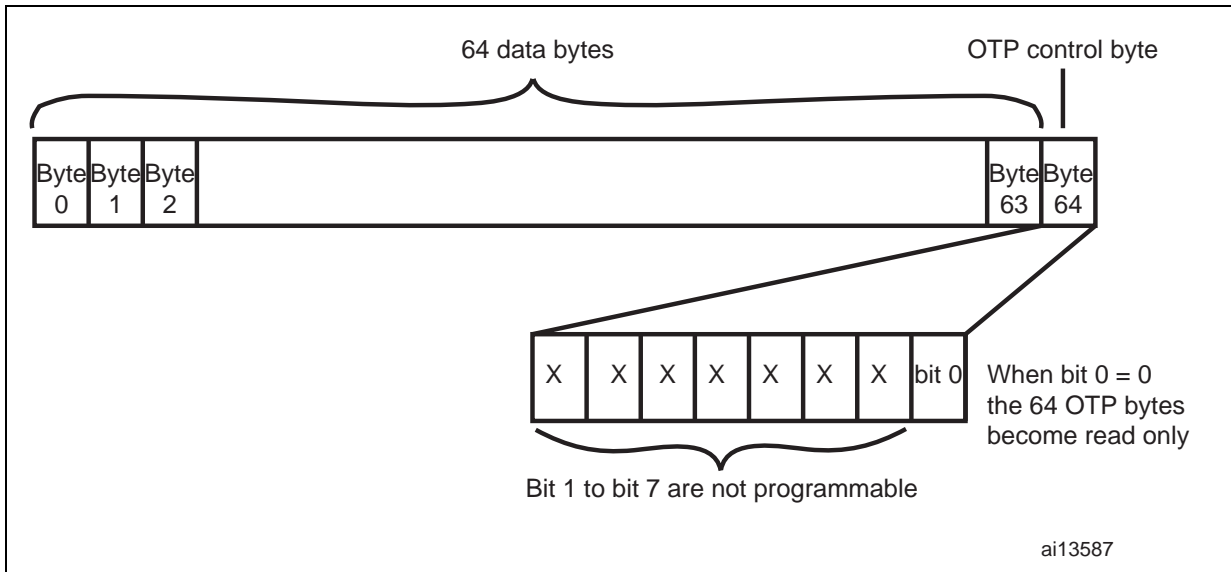 64 data bytes
OTP control byte
Byte 0
Byte 1
Byte 2
Byte 63
Byte 64
X X X X X X X bit 0
When bit 0 = 0
the 64 OTP bytes
become read only
Bit 1 to bit 7 are not programmable
ai13587